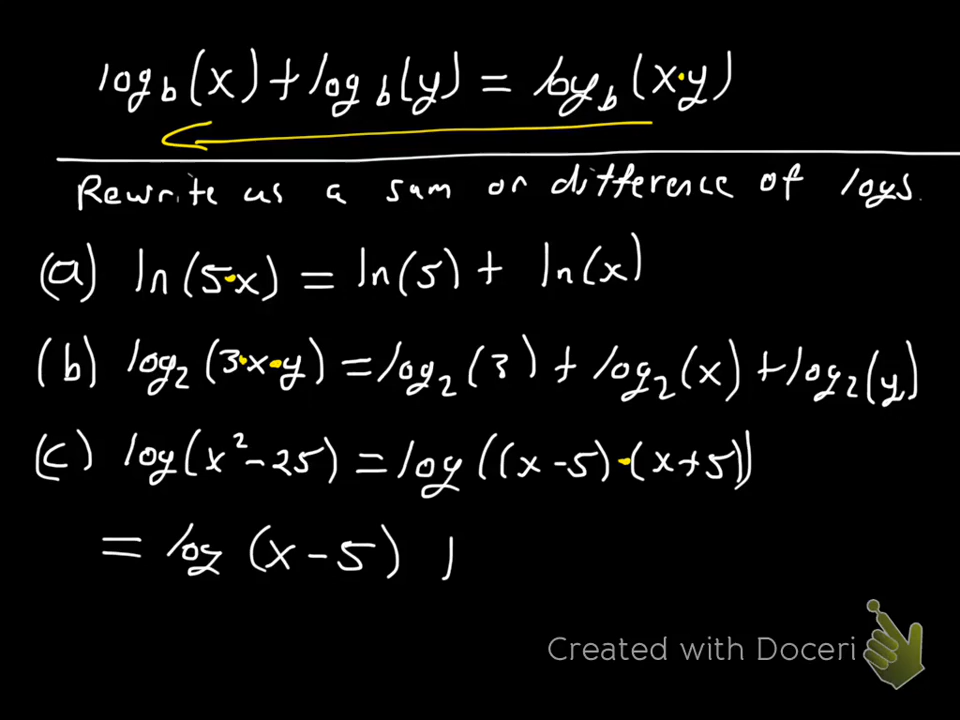 log_b(x) + log_b(y) = log_b(x·y)
Rewrite as a sum or difference of logs.
(a) ln(5·x) = ln(5) + ln(x)
(b) log_2(3·x·y) = log_2(3) + log_2(x) + log_2(y)
(c) log(x² - 25) = log((x - 5)·(x + 5))
= log(x - 5)
Created with Doceri